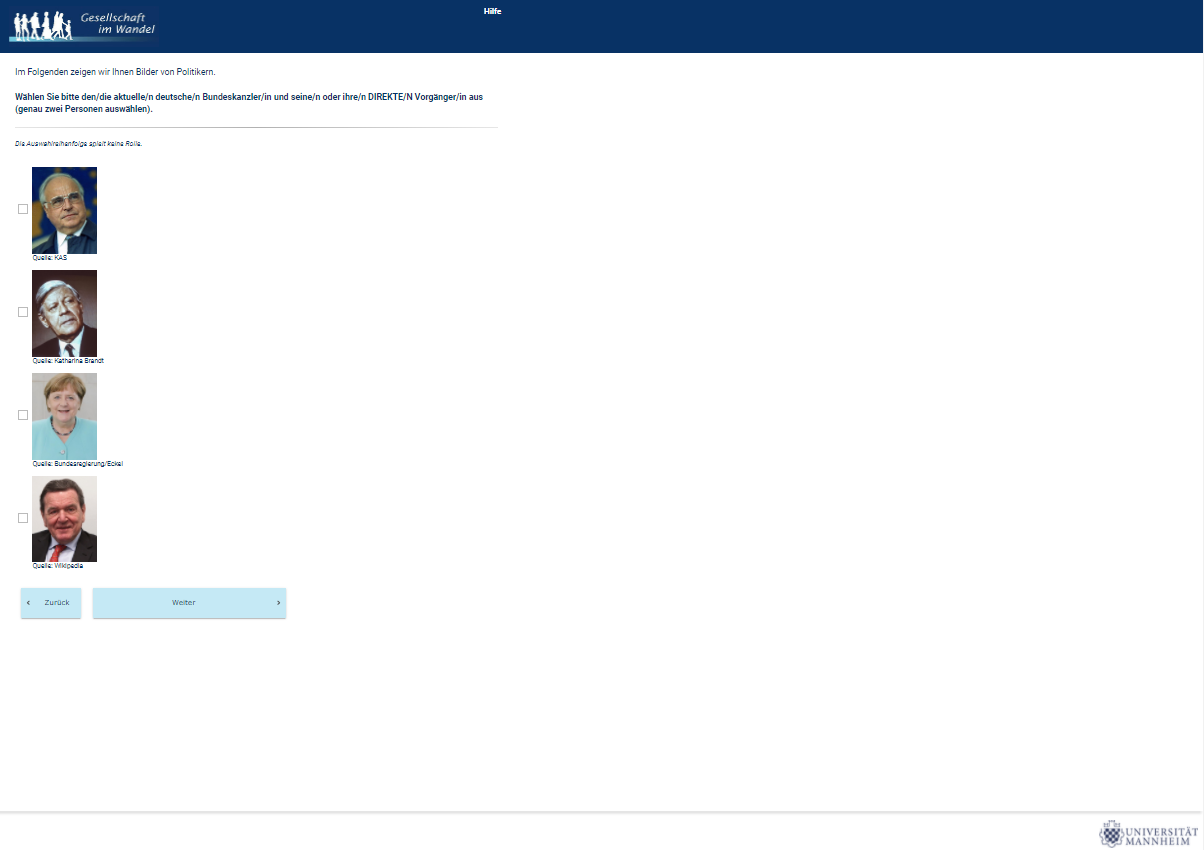 Gesellschaft
im Wandel
Hilfe
Im Folgenden zeigen wir Ihnen Bilder von Politikern.
Wählen Sie bitte den/die aktuelle/n deutsche/n Bundeskanzler/in und seine/n oder ihre/n DIREKTE/N Vorgänger/in aus
(genau zwei Personen auswählen).
Die Auswahlreihenfolge spielt keine Rolle.
Quelle: KAS
Quelle: Katharina Brandt
Quelle: Bundesregierung/Eckel
Quelle: Wikipedia
‹ Zurück
Weiter ›
UNIVERSITÄT
MANNHEIM